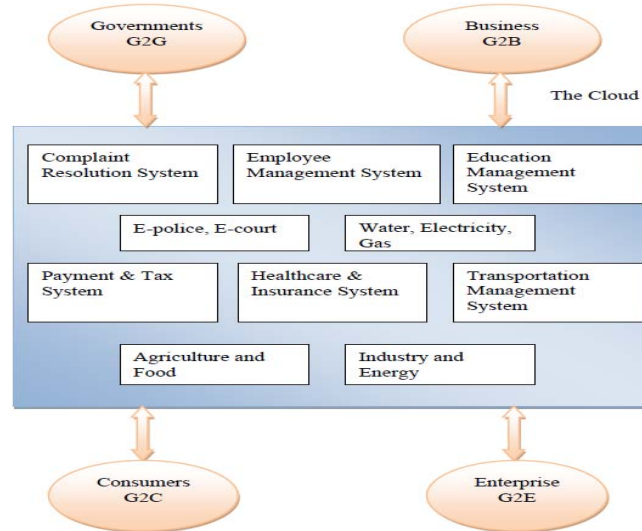 Governments
G2G
Business
G2B
The Cloud
Complaint
Resolution System
Employee
Management System
Education
Management
System
E-police, E-court
Water, Electricity,
Gas
Payment & Tax
System
Healthcare &
Insurance System
Transportation
Management
System
Agriculture and
Food
Industry and
Energy
Consumers
G2C
Enterprise
G2E